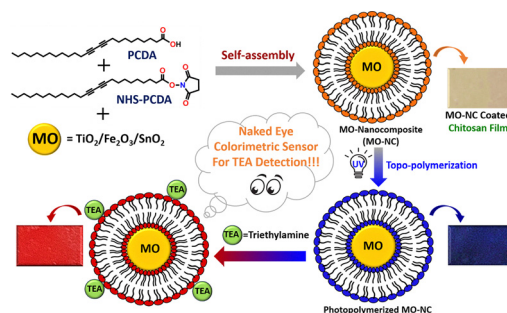 OH
O
PCDA
+
O
O
N
O
O
NHS-PCDA
+
MO = TiO₂/Fe₂O₃/SnO₂
Self-assembly
MO
MO-Nanocomposite
(MO-NC)
MO-NC Coated
Chitosan Film
UV
Topo-polymerization
Naked Eye
Colorimetric Sensor
For TEA Detection!!!
TEA =Triethylamine
TEA
TEA
TEA
TEA
MO
MO
Photopolymerized MO-NC